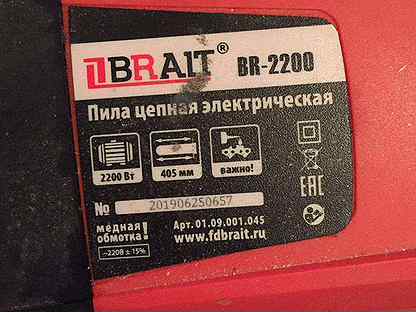 BRAIT® BR-2200
Пила цепная электрическая
2200 Вт 405 мм важно!
№ 201906250657
медная обмотка!
Арт. 01.09.001.045
~220В ± 15% www.fdbrait.ru
EAC